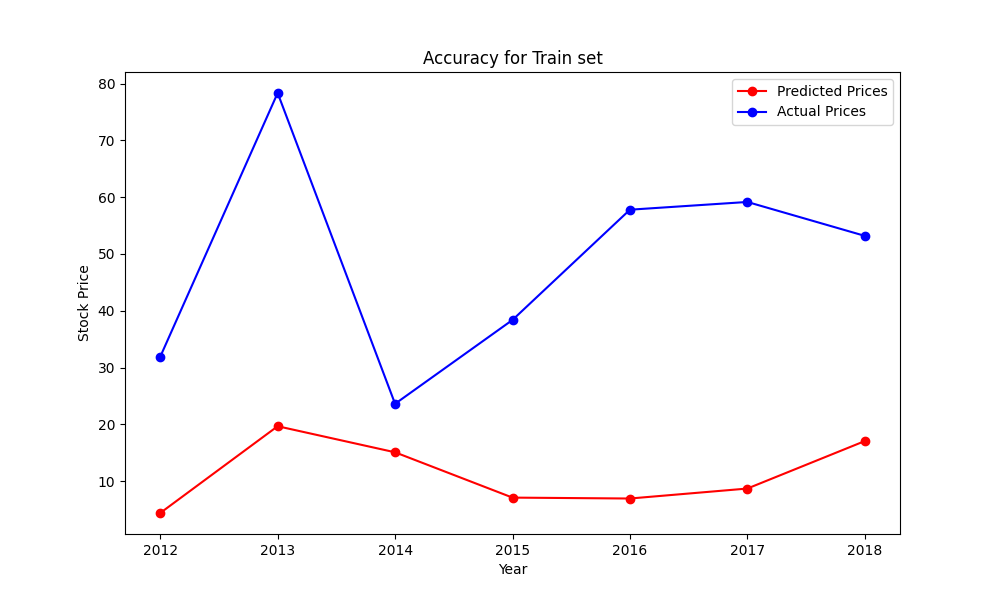 Accuracy for Train set
Predicted Prices
Actual Prices
80
70
60
50
40
30
20
10
Stock Price
2012 2013 2014 2015 2016 2017 2018
Year